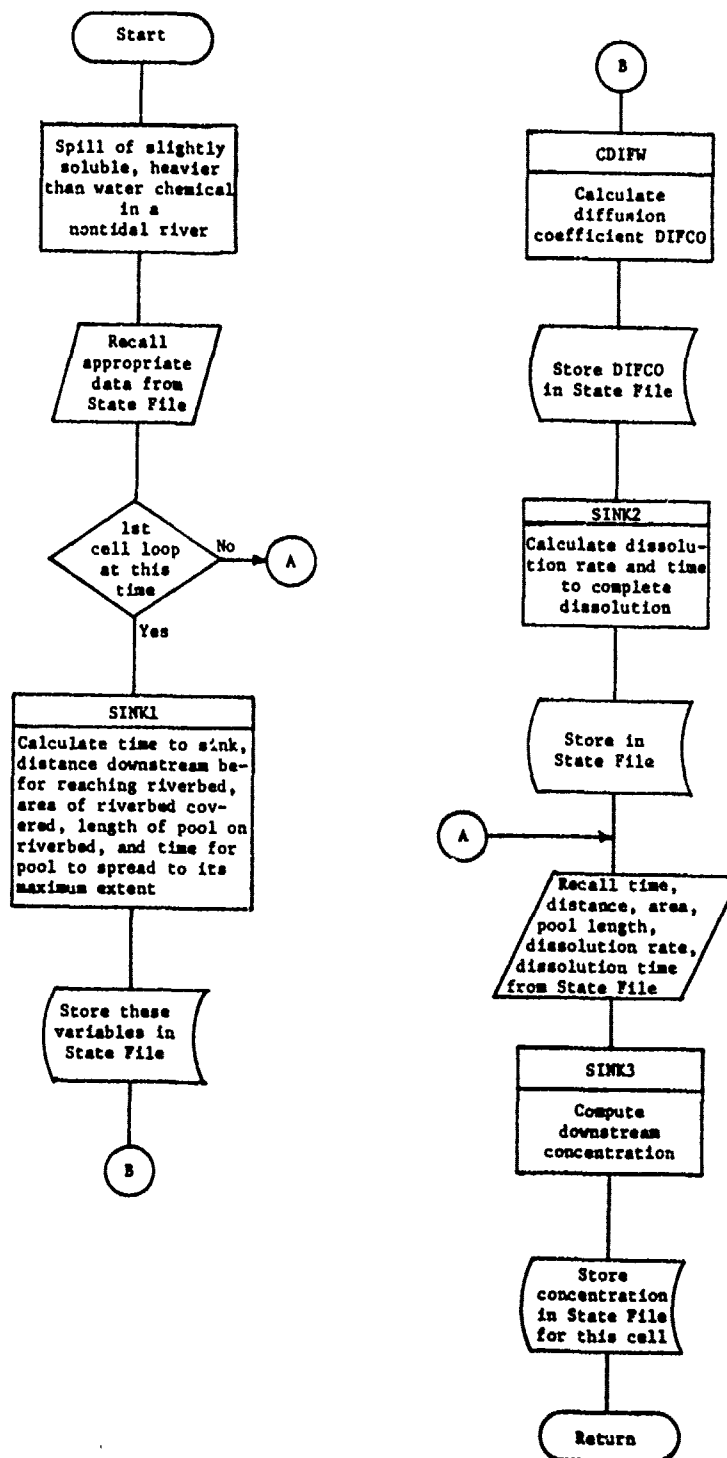 Start
Spill of slightly
soluble, heavier
than water chemical
in a
nontidal river
Recall
appropriate
data from
State File
1st
cell loop
at this
time
No
A
Yes
SINK1
Calculate time to sink,
distance downstream be-
for reaching riverbed,
area of riverbed cov-
ered, length of pool on
riverbed, and time for
pool to spread to its
maximum extent
Store these
variables in
State File
B
B
CDIFW
Calculate
diffusion
coefficient DIFCO
Store DIFCO
in State File
SINK2
Calculate dissolu-
tion rate and time
to complete
dissolution
Store in
State File
A
Recall time,
distance, area,
pool length,
dissolution rate,
dissolution time
from State File
SINK3
Compute
downstream
concentration
Store
concentration
in State File
for this cell
Return